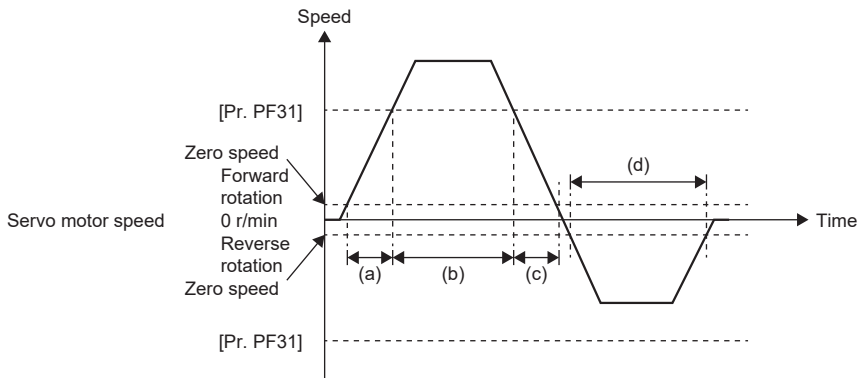 Speed
[Pr. PF31]
Zero speed
Forward
rotation
(d)
Servo motor speed
0 r/min
Time
Reverse
rotation
(a)
(b)
(c)
Zero speed
[Pr. PF31]